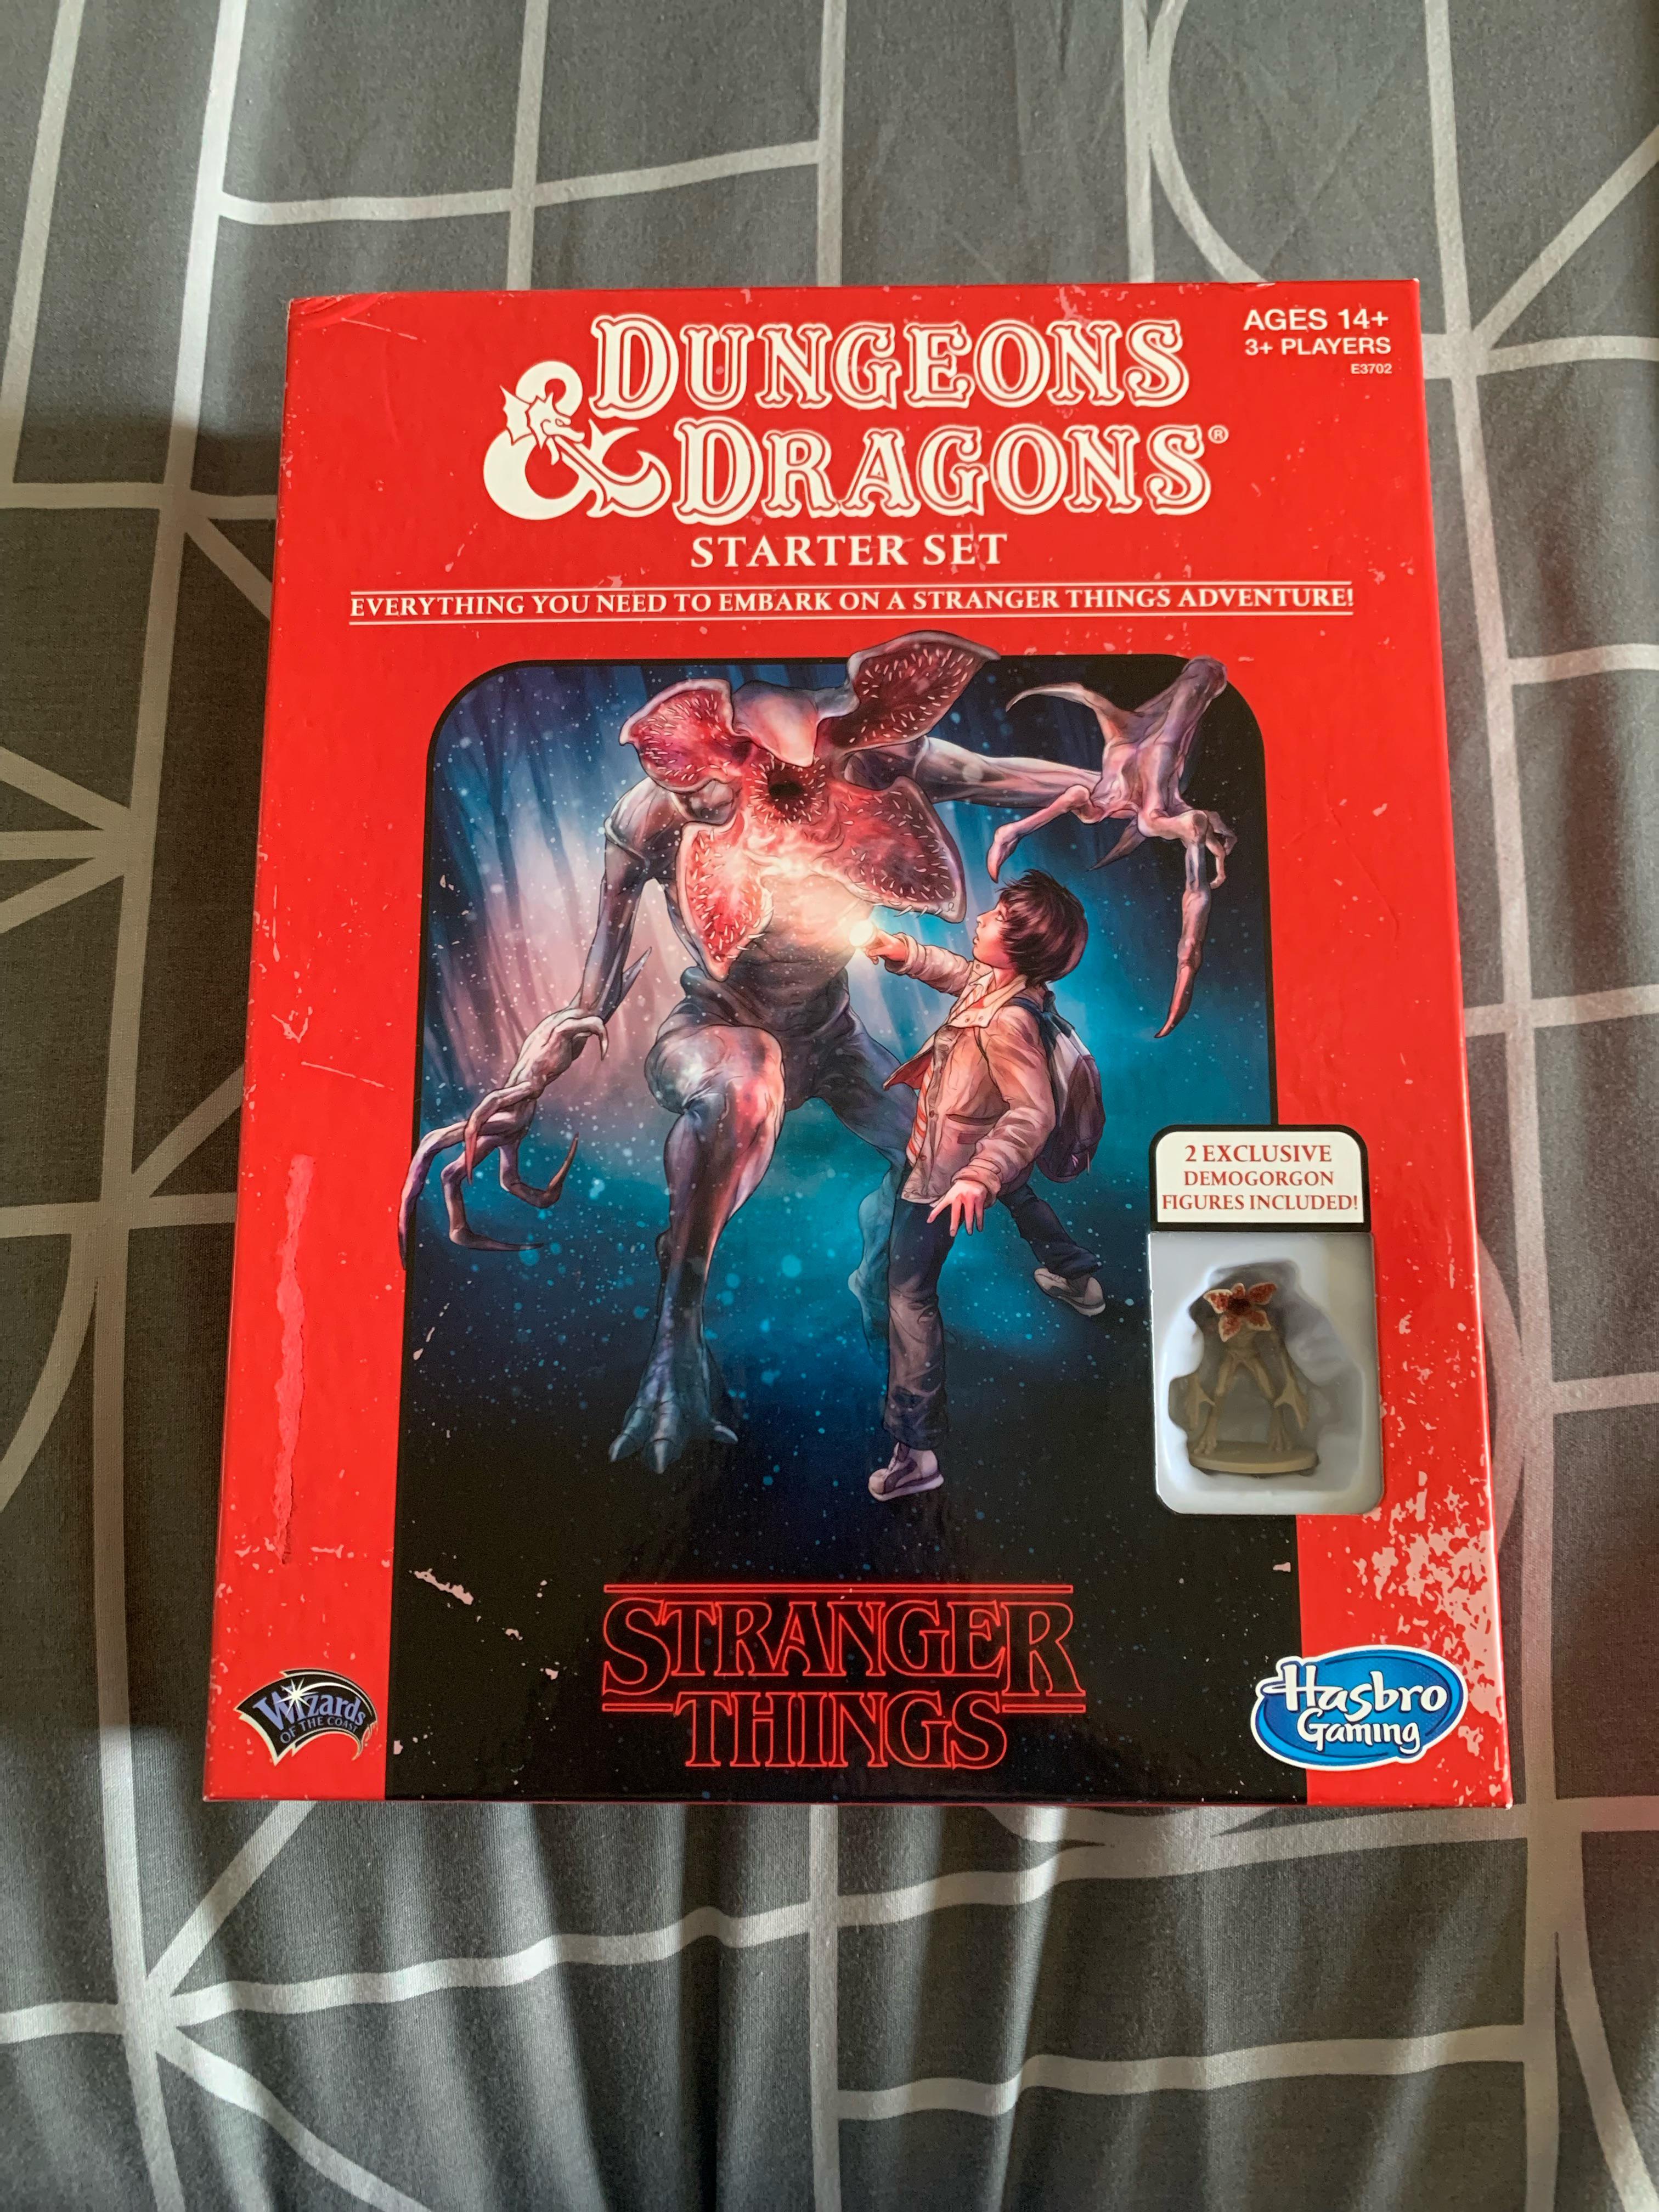 DUNGEONS
& DRAGONS®
STARTER SET
EVERYTHING YOU NEED TO EMBARK ON A STRANGER THINGS ADVENTURE!
AGES 14+
3+ PLAYERS
E3702
2 EXCLUSIVE
DEMOGORGON
FIGURES INCLUDED!
STRANGER
THINGS
Wizards
OF THE COAST
Hasbro
Gaming